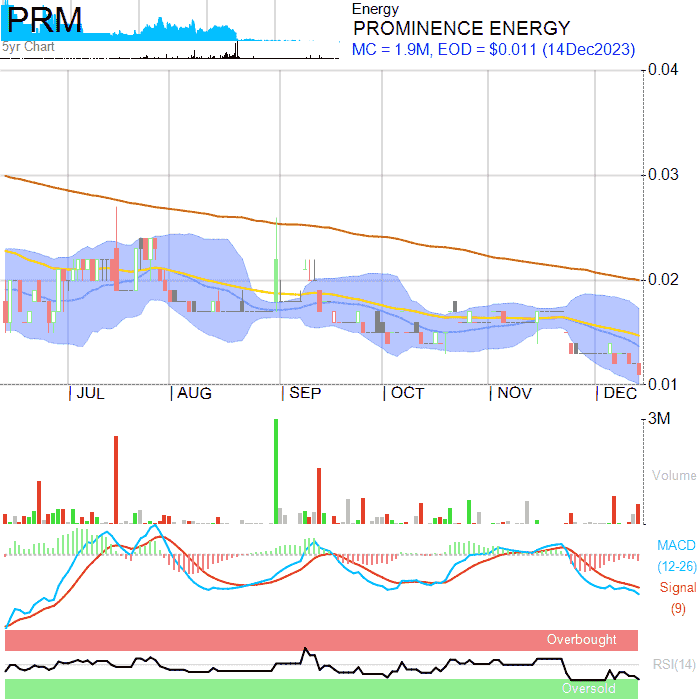 PRM
5yr Chart
Energy
PROMINENCE ENERGY
MC = 1.9M, EOD = $0.011 (14Dec2023)
0.04
0.03
0.02
0.01
JUL AUG SEP OCT NOV DEC
3M
Volume
MACD
(12-26)
Signal
(9)
Overbought
RSI(14)
Oversold